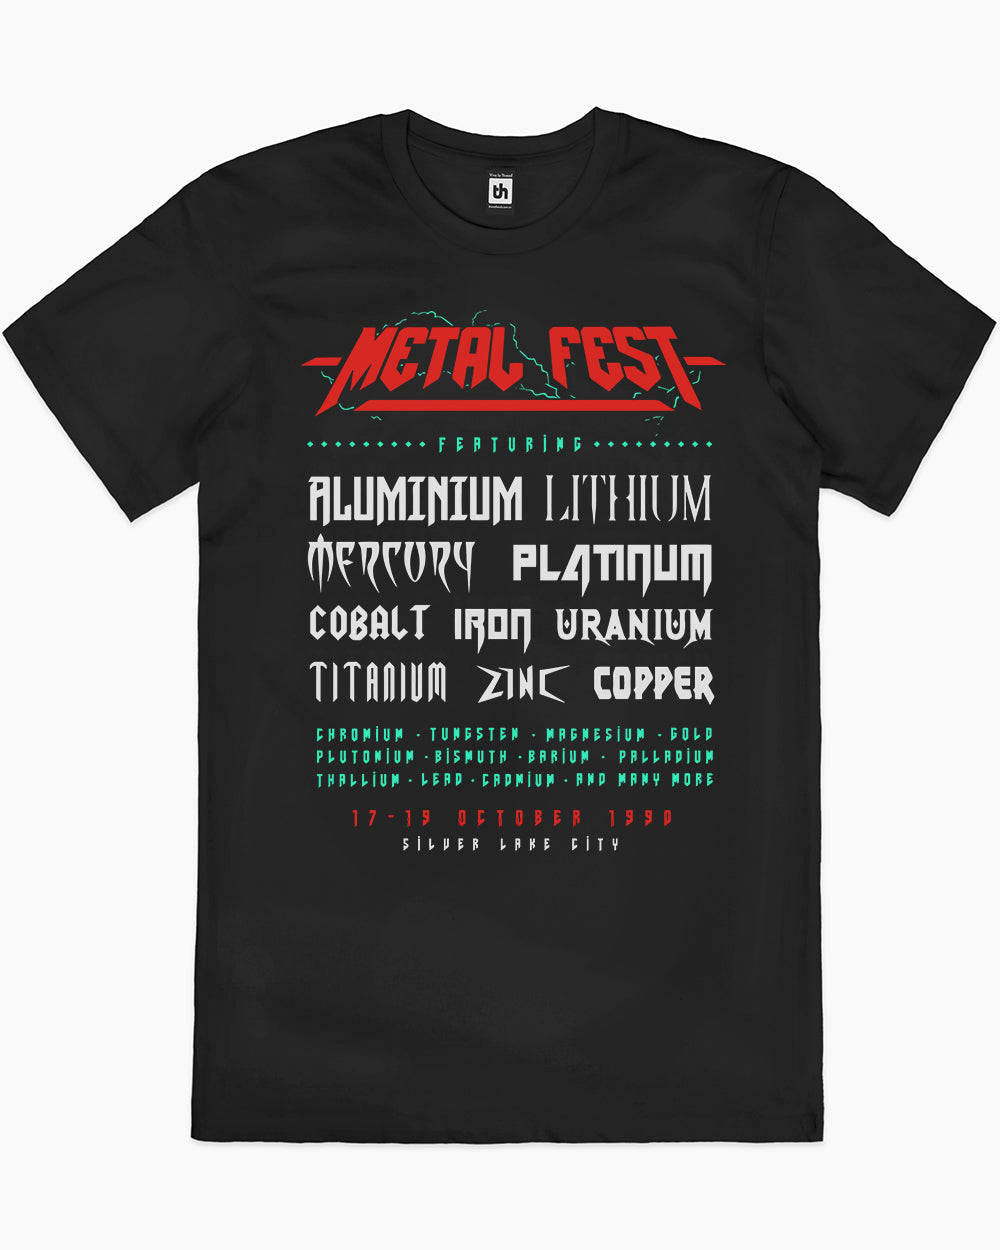 th
METAL FEST
FEATURING
ALUMINIUM LITHIUM
MERCURY PLATINUM
COBALT IRON URANIUM
TITANIUM ZINC COPPER
CHROMIUM · TUNGSTEN · MAGNESIUM · GOLD
PLUTONIUM · BISMUTH · BARIUM · PALLADIUM
THALLIUM · LEAD · CADMIUM · AND MANY MORE
17-19 OCTOBER 1990
SILVER LAKE CITY